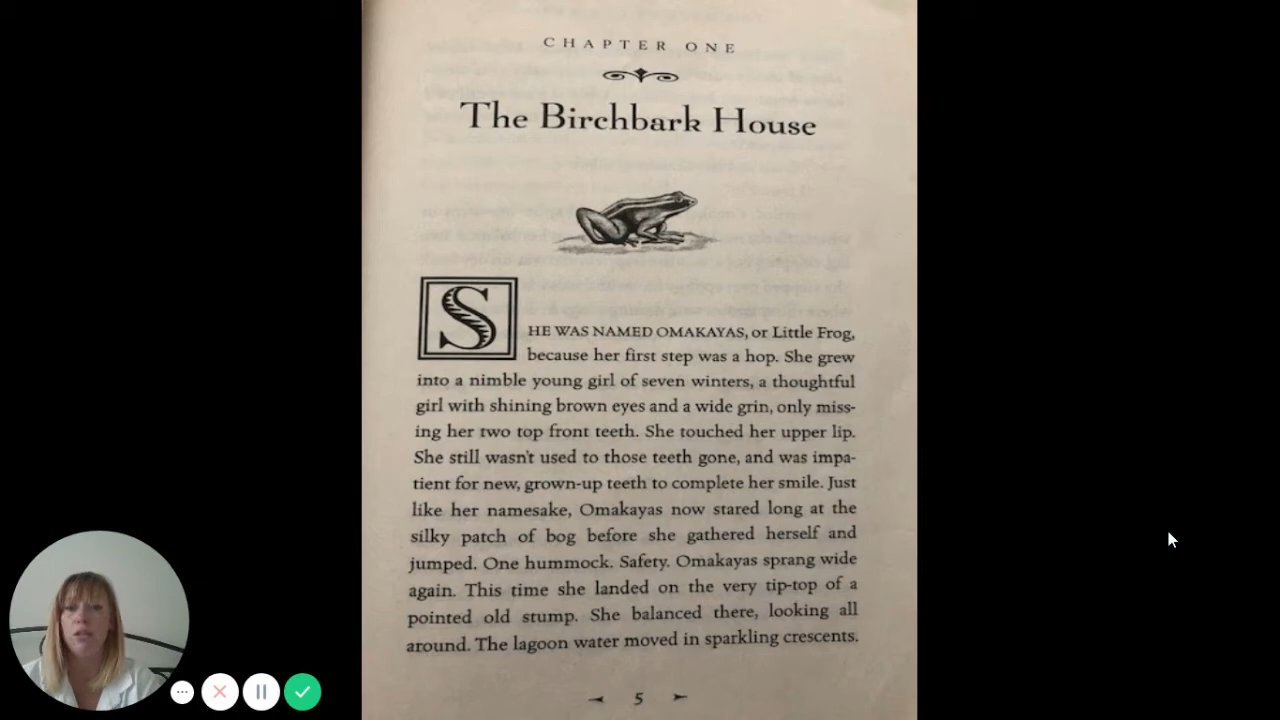 CHAPTER ONE
The Birchbark House
SHE WAS NAMED OMAKAYAS, or Little Frog,
because her first step was a hop. She grew
into a nimble young girl of seven winters, a thoughtful
girl with shining brown eyes and a wide grin, only miss-
ing her two top front teeth. She touched her upper lip.
She still wasn't used to those teeth gone, and was impa-
tient for new, grown-up teeth to complete her smile. Just
like her namesake, Omakayas now stared long at the
silky patch of bog before she gathered herself and
jumped. One hummock. Safety. Omakayas sprang wide
again. This time she landed on the very tip-top of a
pointed old stump. She balanced there, looking all
around. The lagoon water moved in sparkling crescents.
5